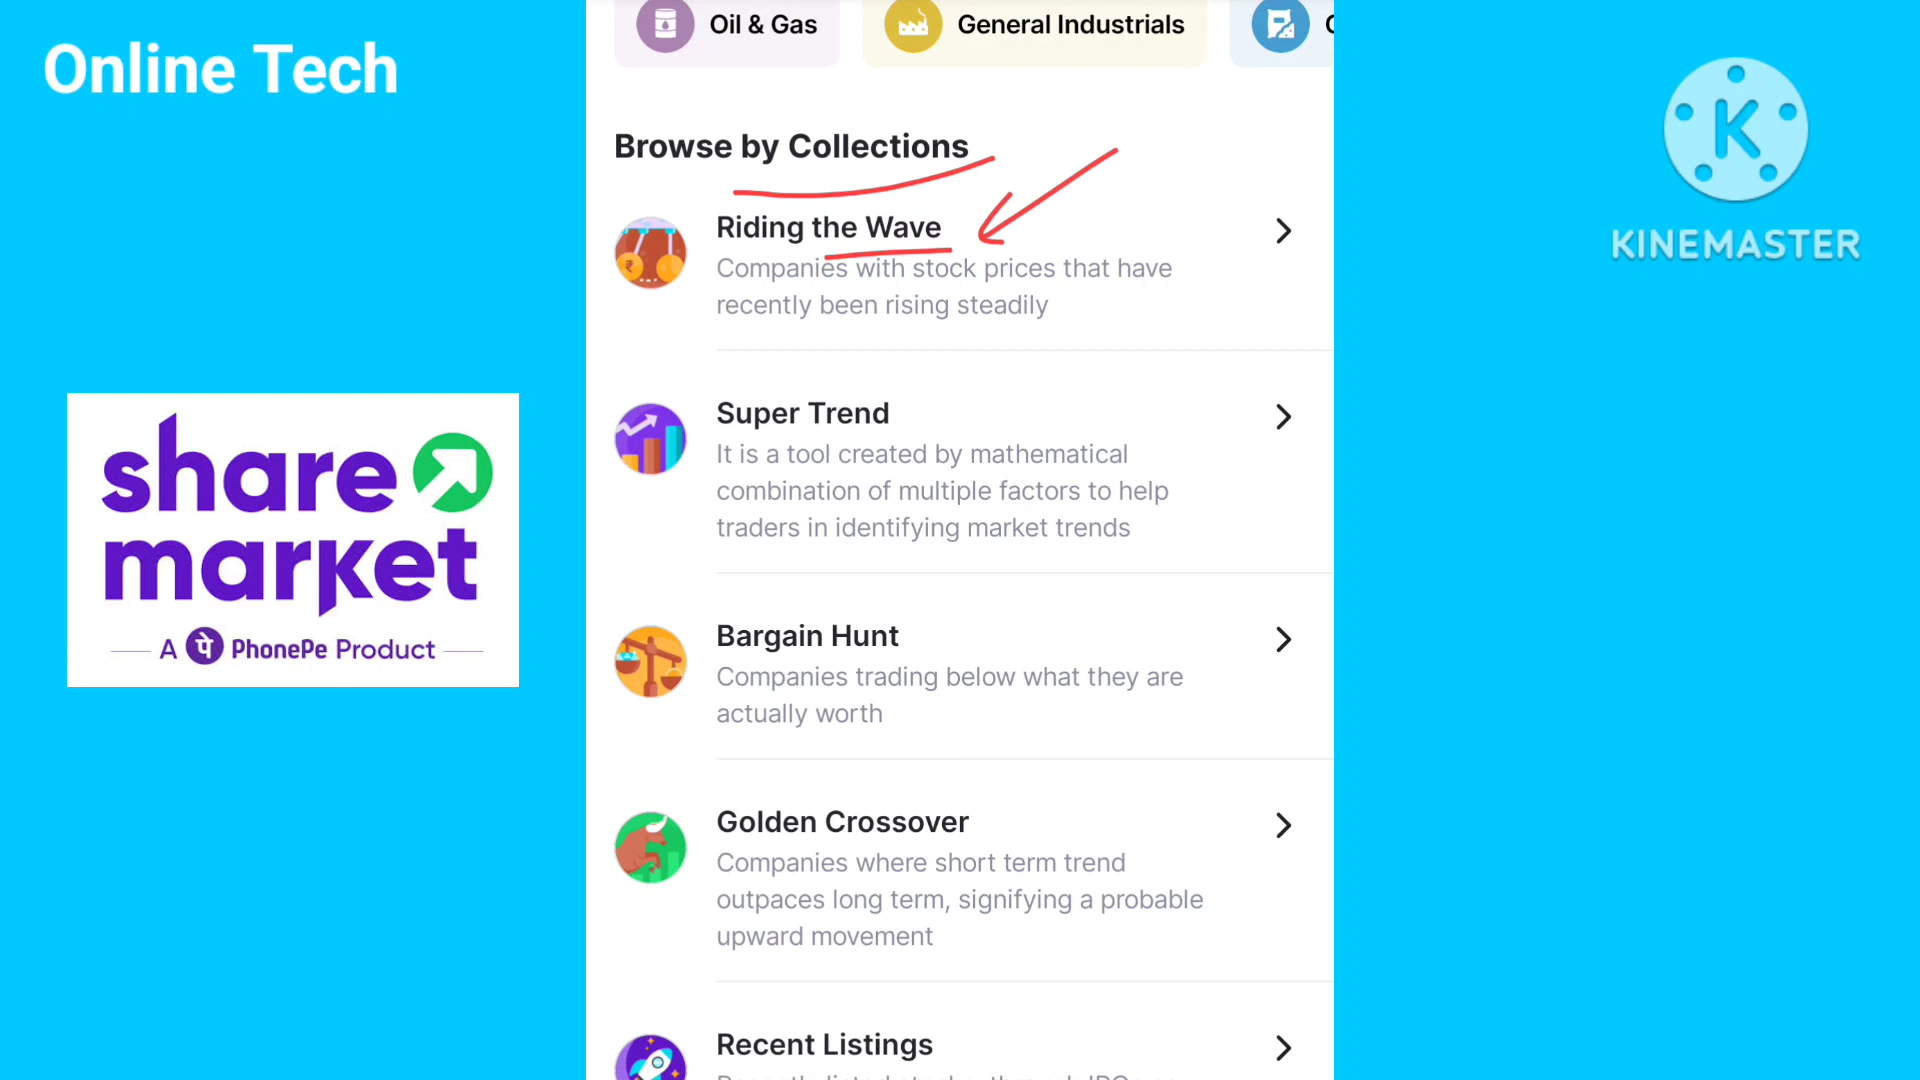 Online Tech
Oil & Gas
General Industrials
Browse by Collections
Riding the Wave
Companies with stock prices that have
recently been rising steadily
Super Trend
It is a tool created by mathematical
combination of multiple factors to help
traders in identifying market trends
Bargain Hunt
Companies trading below what they are
actually worth
Golden Crossover
Companies where short term trend
outpaces long term, signifying a probable
upward movement
Recent Listings
share
market
A पे PhonePe Product
K
KINEMASTER